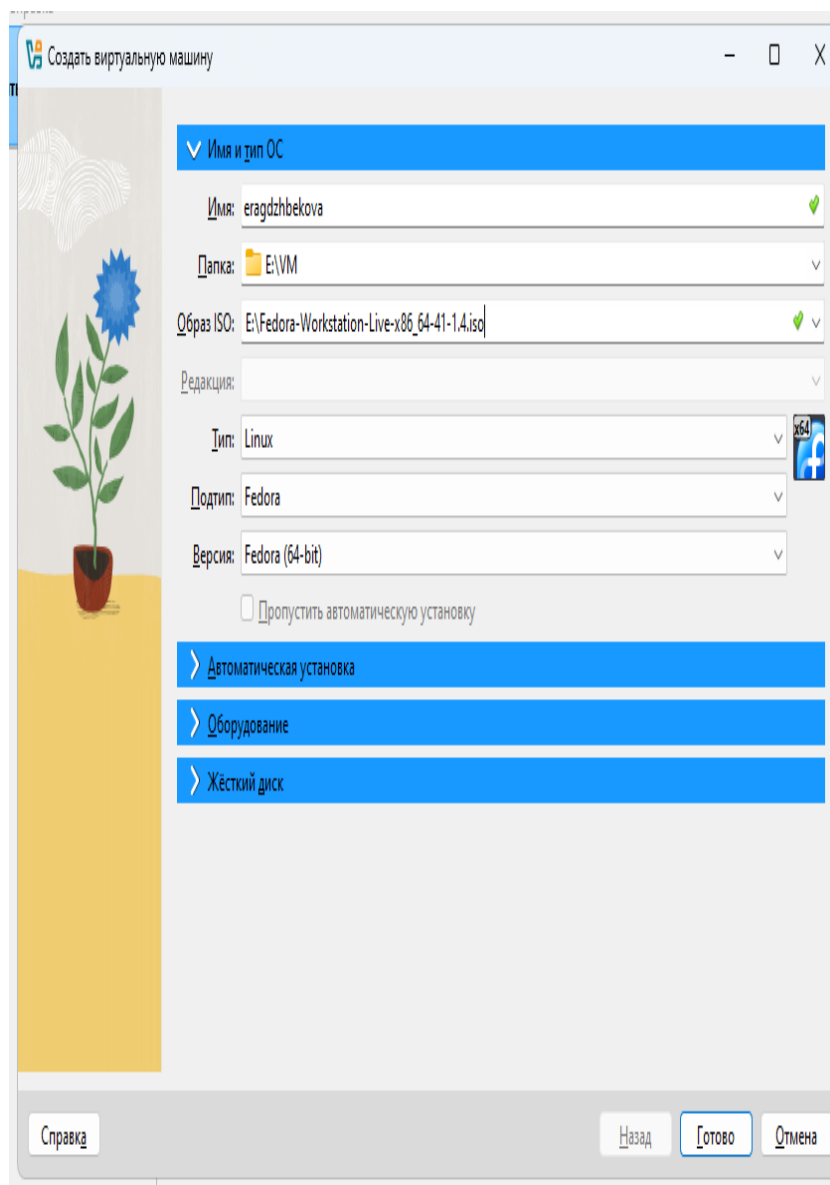 Создать виртуальную машину
Имя и тип ОС
Имя: eragdzhbekova
Папка: E:\VM
Образ ISO: E:\Fedora-Workstation-Live-x86_64-41-1.4.iso
Редакция:
Тип: Linux
x64
Подтип: Fedora
Версия: Fedora (64-bit)
Пропустить автоматическую установку
Автоматическая установка
Оборудование
Жёсткий диск
Справка Назад Готово Отмена